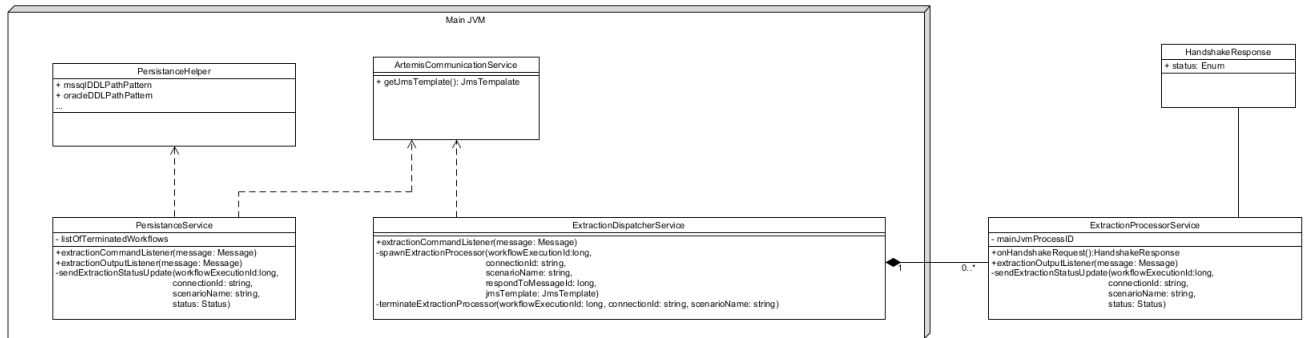 Main JVM
PersistanceHelper
+ mssqlDDLPathPattern
+ oracleDDLPathPattern
...
ArtemisCommunicationService
+ getJmsTemplate(): JmsTempalate
HandshakeResponse
+ status: Enum
PersistanceService
- listOfTerminatedWorkflows
+extractionCommandListener(message: Message)
+extractionOutputListener(message: Message)
-sendExtractionStatusUpdate(workflowExecutionId:long,
connectionId: string,
scenarioName: string,
status: Status)
ExtractionDispatcherService
+extractionCommandListener(message: Message)
-spawnExtractionProcessor(workflowExecutionId:long,
connectionId: string,
scenarioName: string,
respondToMessageId: long,
jmsTemplate: JmsTemplate)
-terminateExtractionProcessor(workflowExecutionId: long, connectionId: string, scenarioName: string)
1
0..*
ExtractionProcessorService
- mainJvmProcessID
+onHandshakeRequest():HandshakeResponse
+extractionOutputListener(message: Message)
-sendExtractionStatusUpdate(workflowExecutionId:long,
connectionId: string,
scenarioName: string,
status: Status)